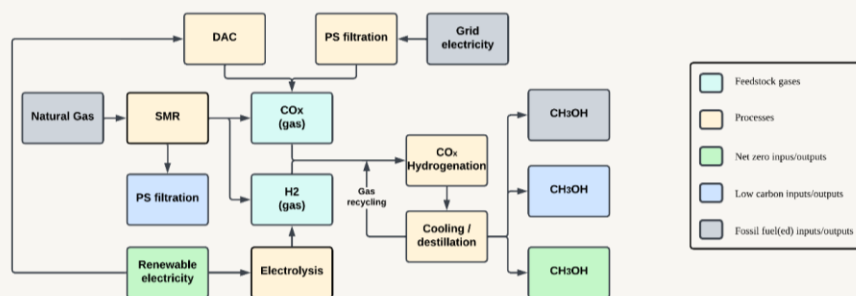 DAC
PS filtration
Grid
electricity
Natural Gas
SMR
COx
(gas)
CH3OH
COx
Hydrogenation
PS filtration
H2
(gas)
Gas
recycling
CH3OH
Cooling /
destillation
Renewable
electricity
Electrolysis
CH3OH
Feedstock gases
Processes
Net zero inpus/outputs
Low carbon inputs/outputs
Fossil fuel(ed) inputs/outputs